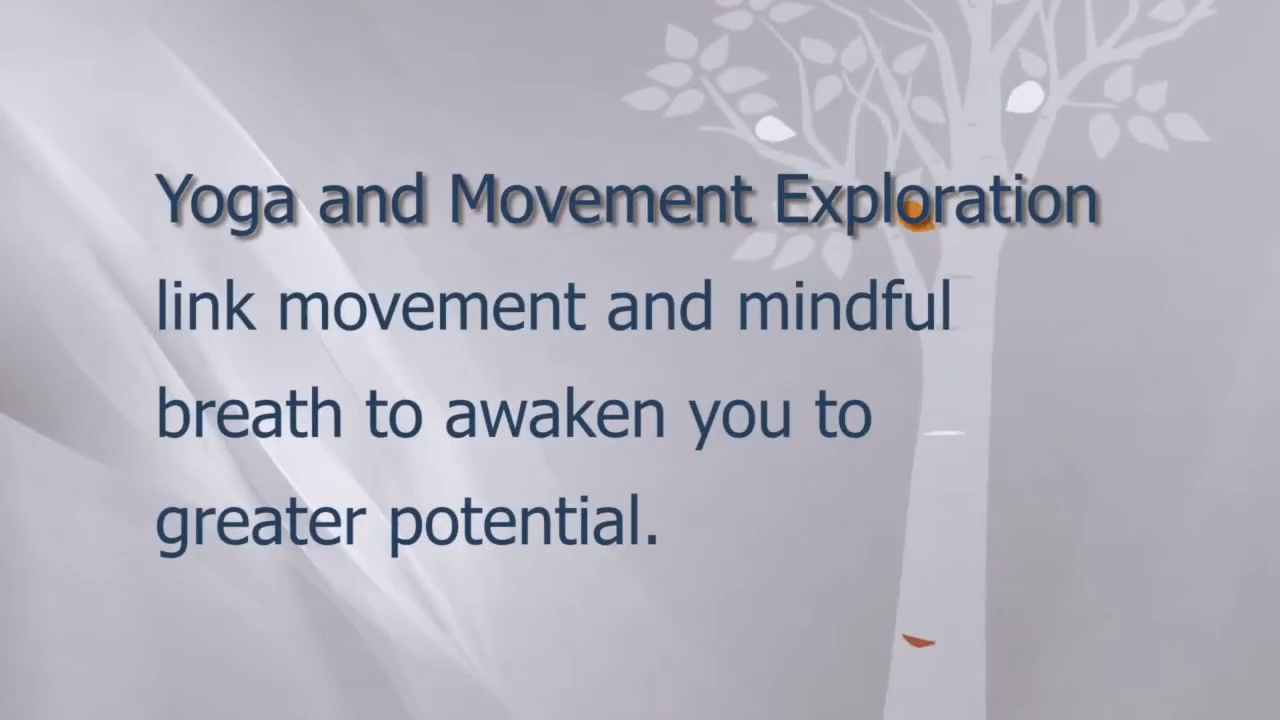 Yoga and Movement Exploration
link movement and mindful
breath to awaken you to
greater potential.